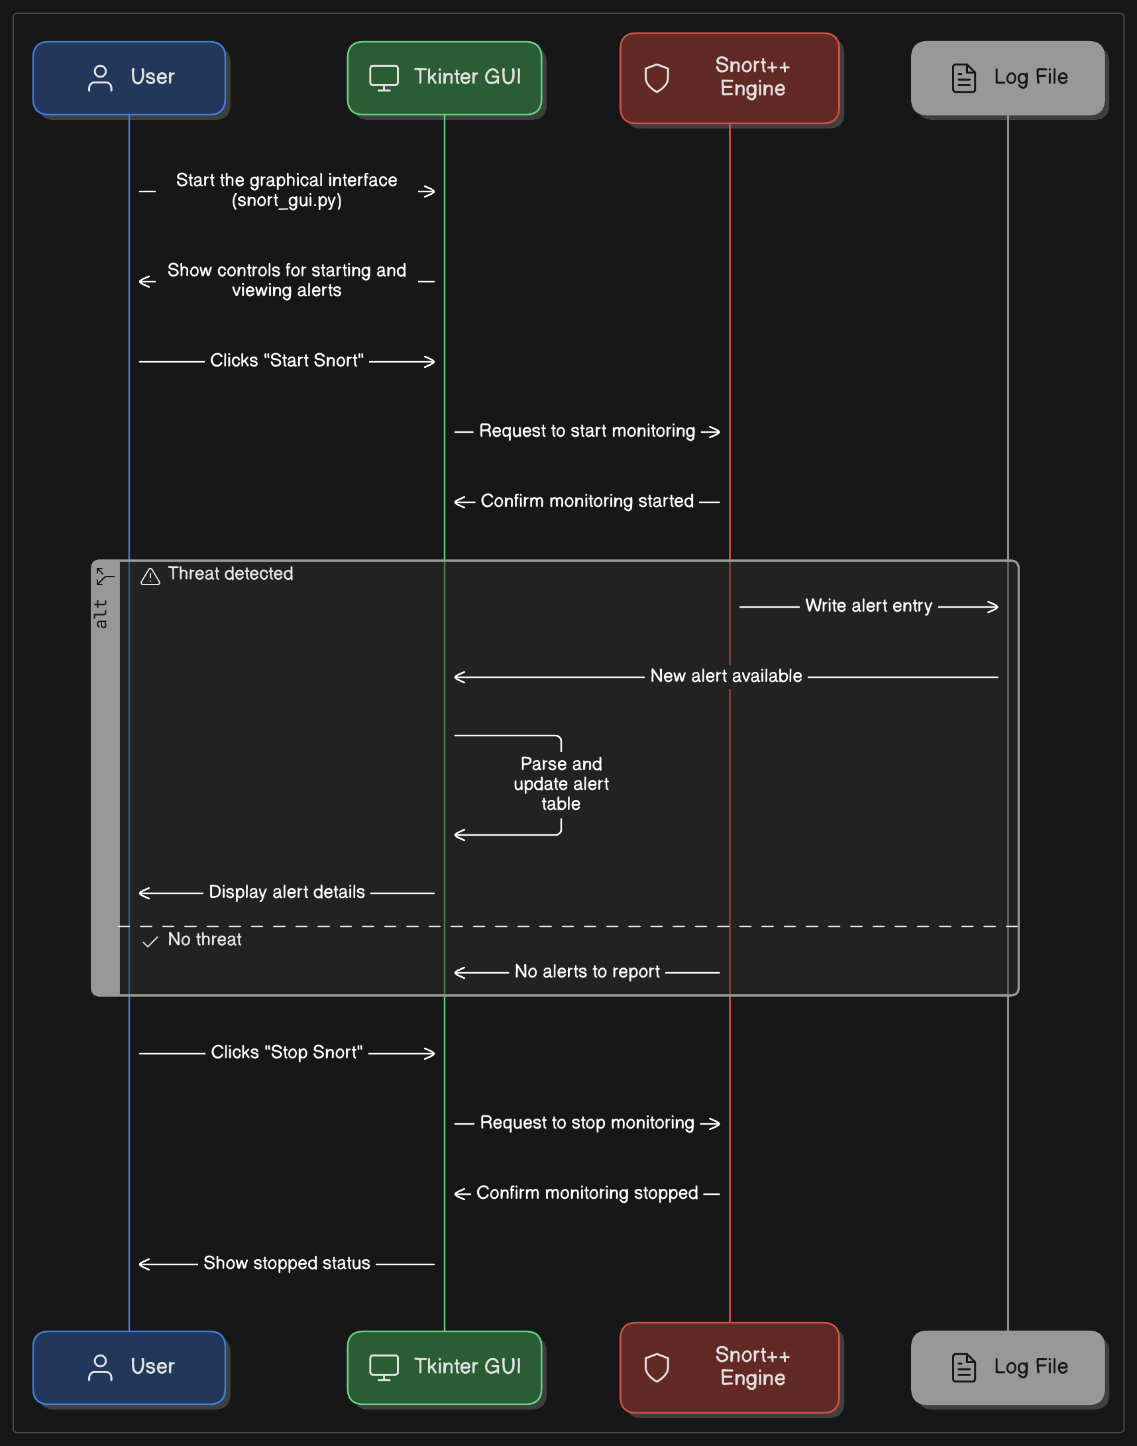 User
Tkinter GUI
Snort++
Engine
Log File
Start the graphical interface
(snort_gui.py)
Show controls for starting and
viewing alerts
Clicks "Start Snort"
Request to start monitoring
Confirm monitoring started
alt
Threat detected
Write alert entry
New alert available
Parse and
update alert
table
Display alert details
No threat
No alerts to report
Clicks "Stop Snort"
Request to stop monitoring
Confirm monitoring stopped
Show stopped status
User
Tkinter GUI
Snort++
Engine
Log File